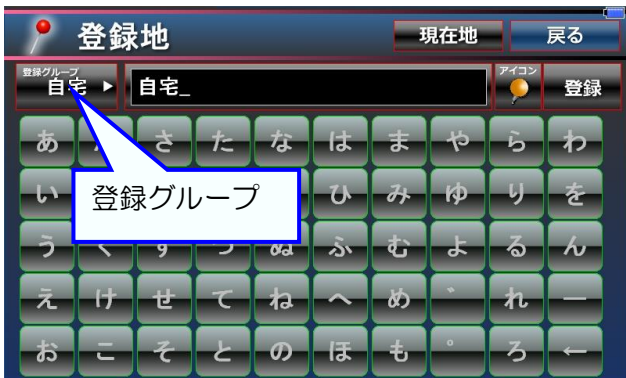 登録地 現在地 戻る
登録グループ
自宅 ▶ 自宅_ アイコン 登録
あ さ た な は ま や ら わ
い ひ み ゆ り を
登録グループ
う く す つ ぬ ふ む よ る ん
え け せ て ね へ め ゛ れ ー
お こ そ と の ほ も ゜ ろ ←